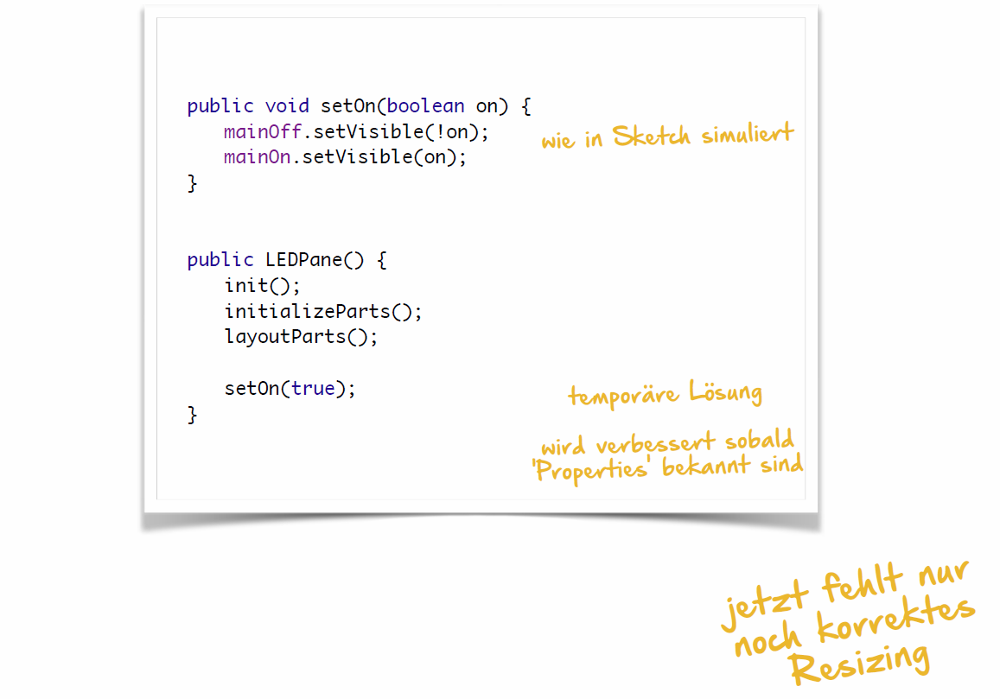 public void setOn(boolean on) {
mainOff.setVisible(!on);
wie in Sketch simuliert
mainOn.setVisible(on);
}
public LEDPane() {
init();
initializeParts();
layoutParts();
setOn(true);
temporäre Lösung
}
wird verbessert sobald
'Properties' bekannt sind
jetzt fehlt nur
noch korrektes
Resizing